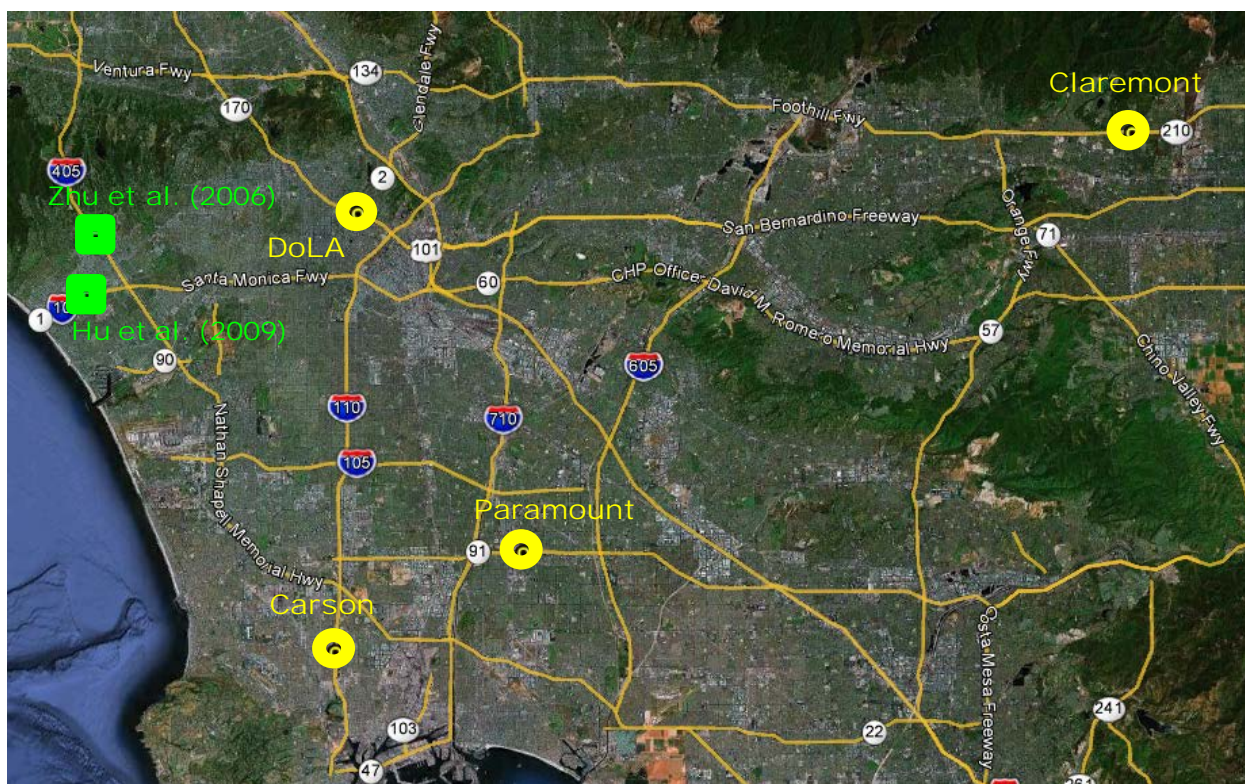 Ventura Fwy
134
Glendale Fwy
170
Foothill Fwy
Claremont
210
405
2
Zhu et al. (2006)
DoLA
101
San Bernardino Freeway
Orange Fwy
71
Santa Monica Fwy
60
CHP Office David M. Romero Memorial Hwy
57
1
10
Hu et al. (2009)
90
605
Chino Valley Fwy
110
710
Nathan Shapell Memorial Hwy
105
Paramount
91
Carson
Costa Mesa Freeway
241
103
22
47
261